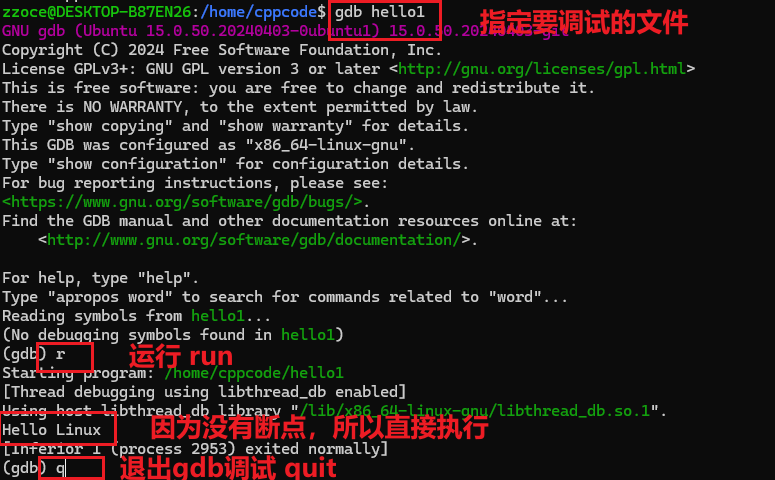 zzoce@DESKTOP-B87EN26:/home/cppcode$ gdb hello1 指定要调试的文件
GNU gdb (Ubuntu 15.0.50.20240403-0ubuntu1) 15.0.50.20240403-git
Copyright (C) 2024 Free Software Foundation, Inc.
License GPLv3+: GNU GPL version 3 or later <http://gnu.org/licenses/gpl.html>
This is free software: you are free to change and redistribute it.
There is NO WARRANTY, to the extent permitted by law.
Type "show copying" and "show warranty" for details.
This GDB was configured as "x86_64-linux-gnu".
Type "show configuration" for configuration details.
For bug reporting instructions, please see:
<https://www.gnu.org/software/gdb/bugs/>.
Find the GDB manual and other documentation resources online at:
<http://www.gnu.org/software/gdb/documentation/>.
For help, type "help".
Type "apropos word" to search for commands related to "word"...
Reading symbols from hello1...
(No debugging symbols found in hello1)
(gdb) r 运行 run
Starting program: /home/cppcode/hello1
[Thread debugging using libthread_db enabled]
Using host libthread_db library "/lib/x86_64-linux-gnu/libthread_db.so.1".
Hello Linux 因为没有断点，所以直接执行
[Inferior 1 (process 2953) exited normally]
(gdb) q 退出gdb调试 quit